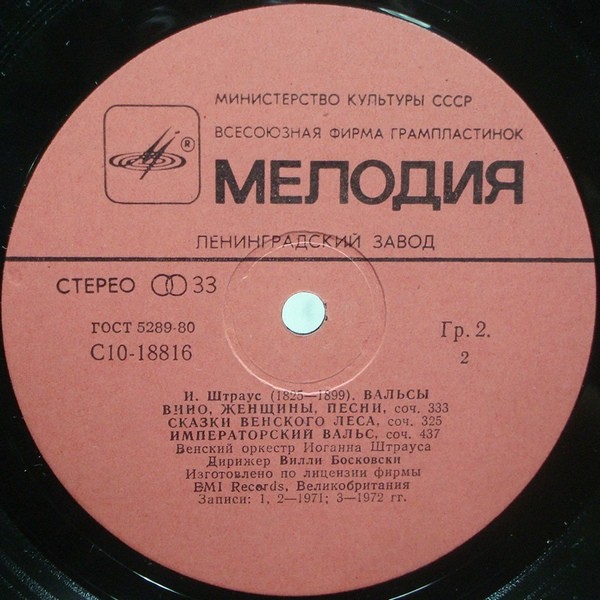 МИНИСТЕРСТВО КУЛЬТУРЫ СССР
ВСЕСОЮЗНАЯ ФИРМА ГРАМПЛАСТИНОК
®
МЕЛОДИЯ
ЛЕНИНГРАДСКИЙ ЗАВОД
СТЕРЕО 33
ГОСТ 5289-80
С10-18816
Гр. 2.
2
И. Штраус (1825—1899). ВАЛЬСЫ
ВИНО, ЖЕНЩИНЫ, ПЕСНИ, соч. 333
СКАЗКИ ВЕНСКОГО ЛЕСА, соч. 325
ИМПЕРАТОРСКИЙ ВАЛЬС, соч. 437
Венский оркестр Иоганна Штрауса
Дирижер Вилли Босковски
Изготовлено по лицензии фирмы
EMI Records, Великобритания
Записи: 1, 2—1971; 3—1972 гг.